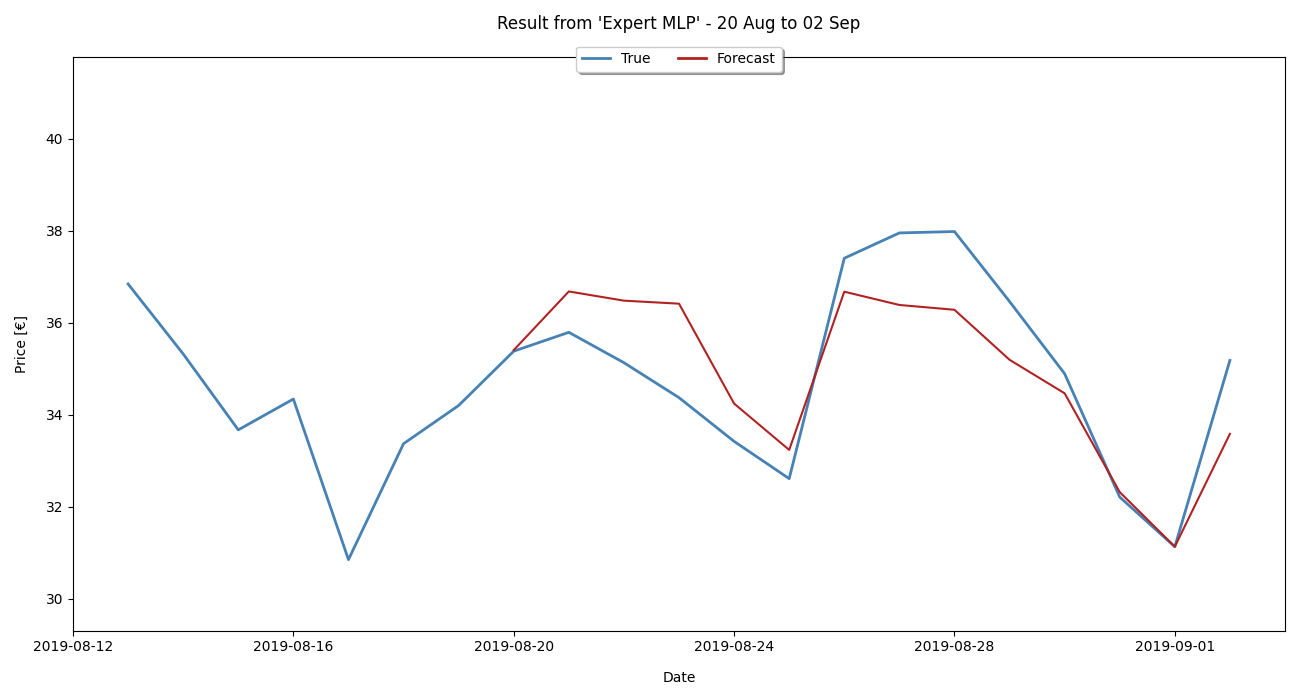 Result from 'Expert MLP' - 20 Aug to 02 Sep
True Forecast
40
38
36
34
32
30
Price [€]
2019-08-12 2019-08-16 2019-08-20 2019-08-24 2019-08-28 2019-09-01
Date